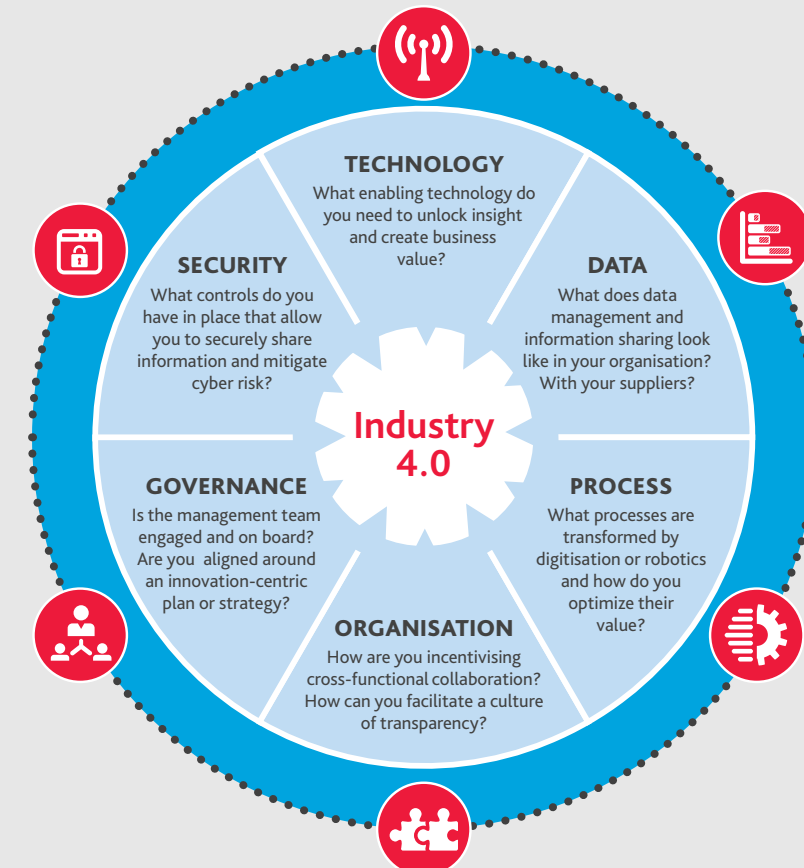 TECHNOLOGY
What enabling technology do
you need to unlock insight
and create business
value?
DATA
What does data
management and
information sharing look
like in your organisation?
With your suppliers?
PROCESS
What processes are
transformed by
digitisation or robotics
and how do you
optimize their
value?
ORGANISATION
How are you incentivising
cross-functional collaboration?
How can you facilitate a culture
of transparency?
GOVERNANCE
Is the management team
engaged and on board?
Are you aligned around
an innovation-centric
plan or strategy?
SECURITY
What controls do you
have in place that allow
you to securely share
information and mitigate
cyber risk?
Industry
4.0